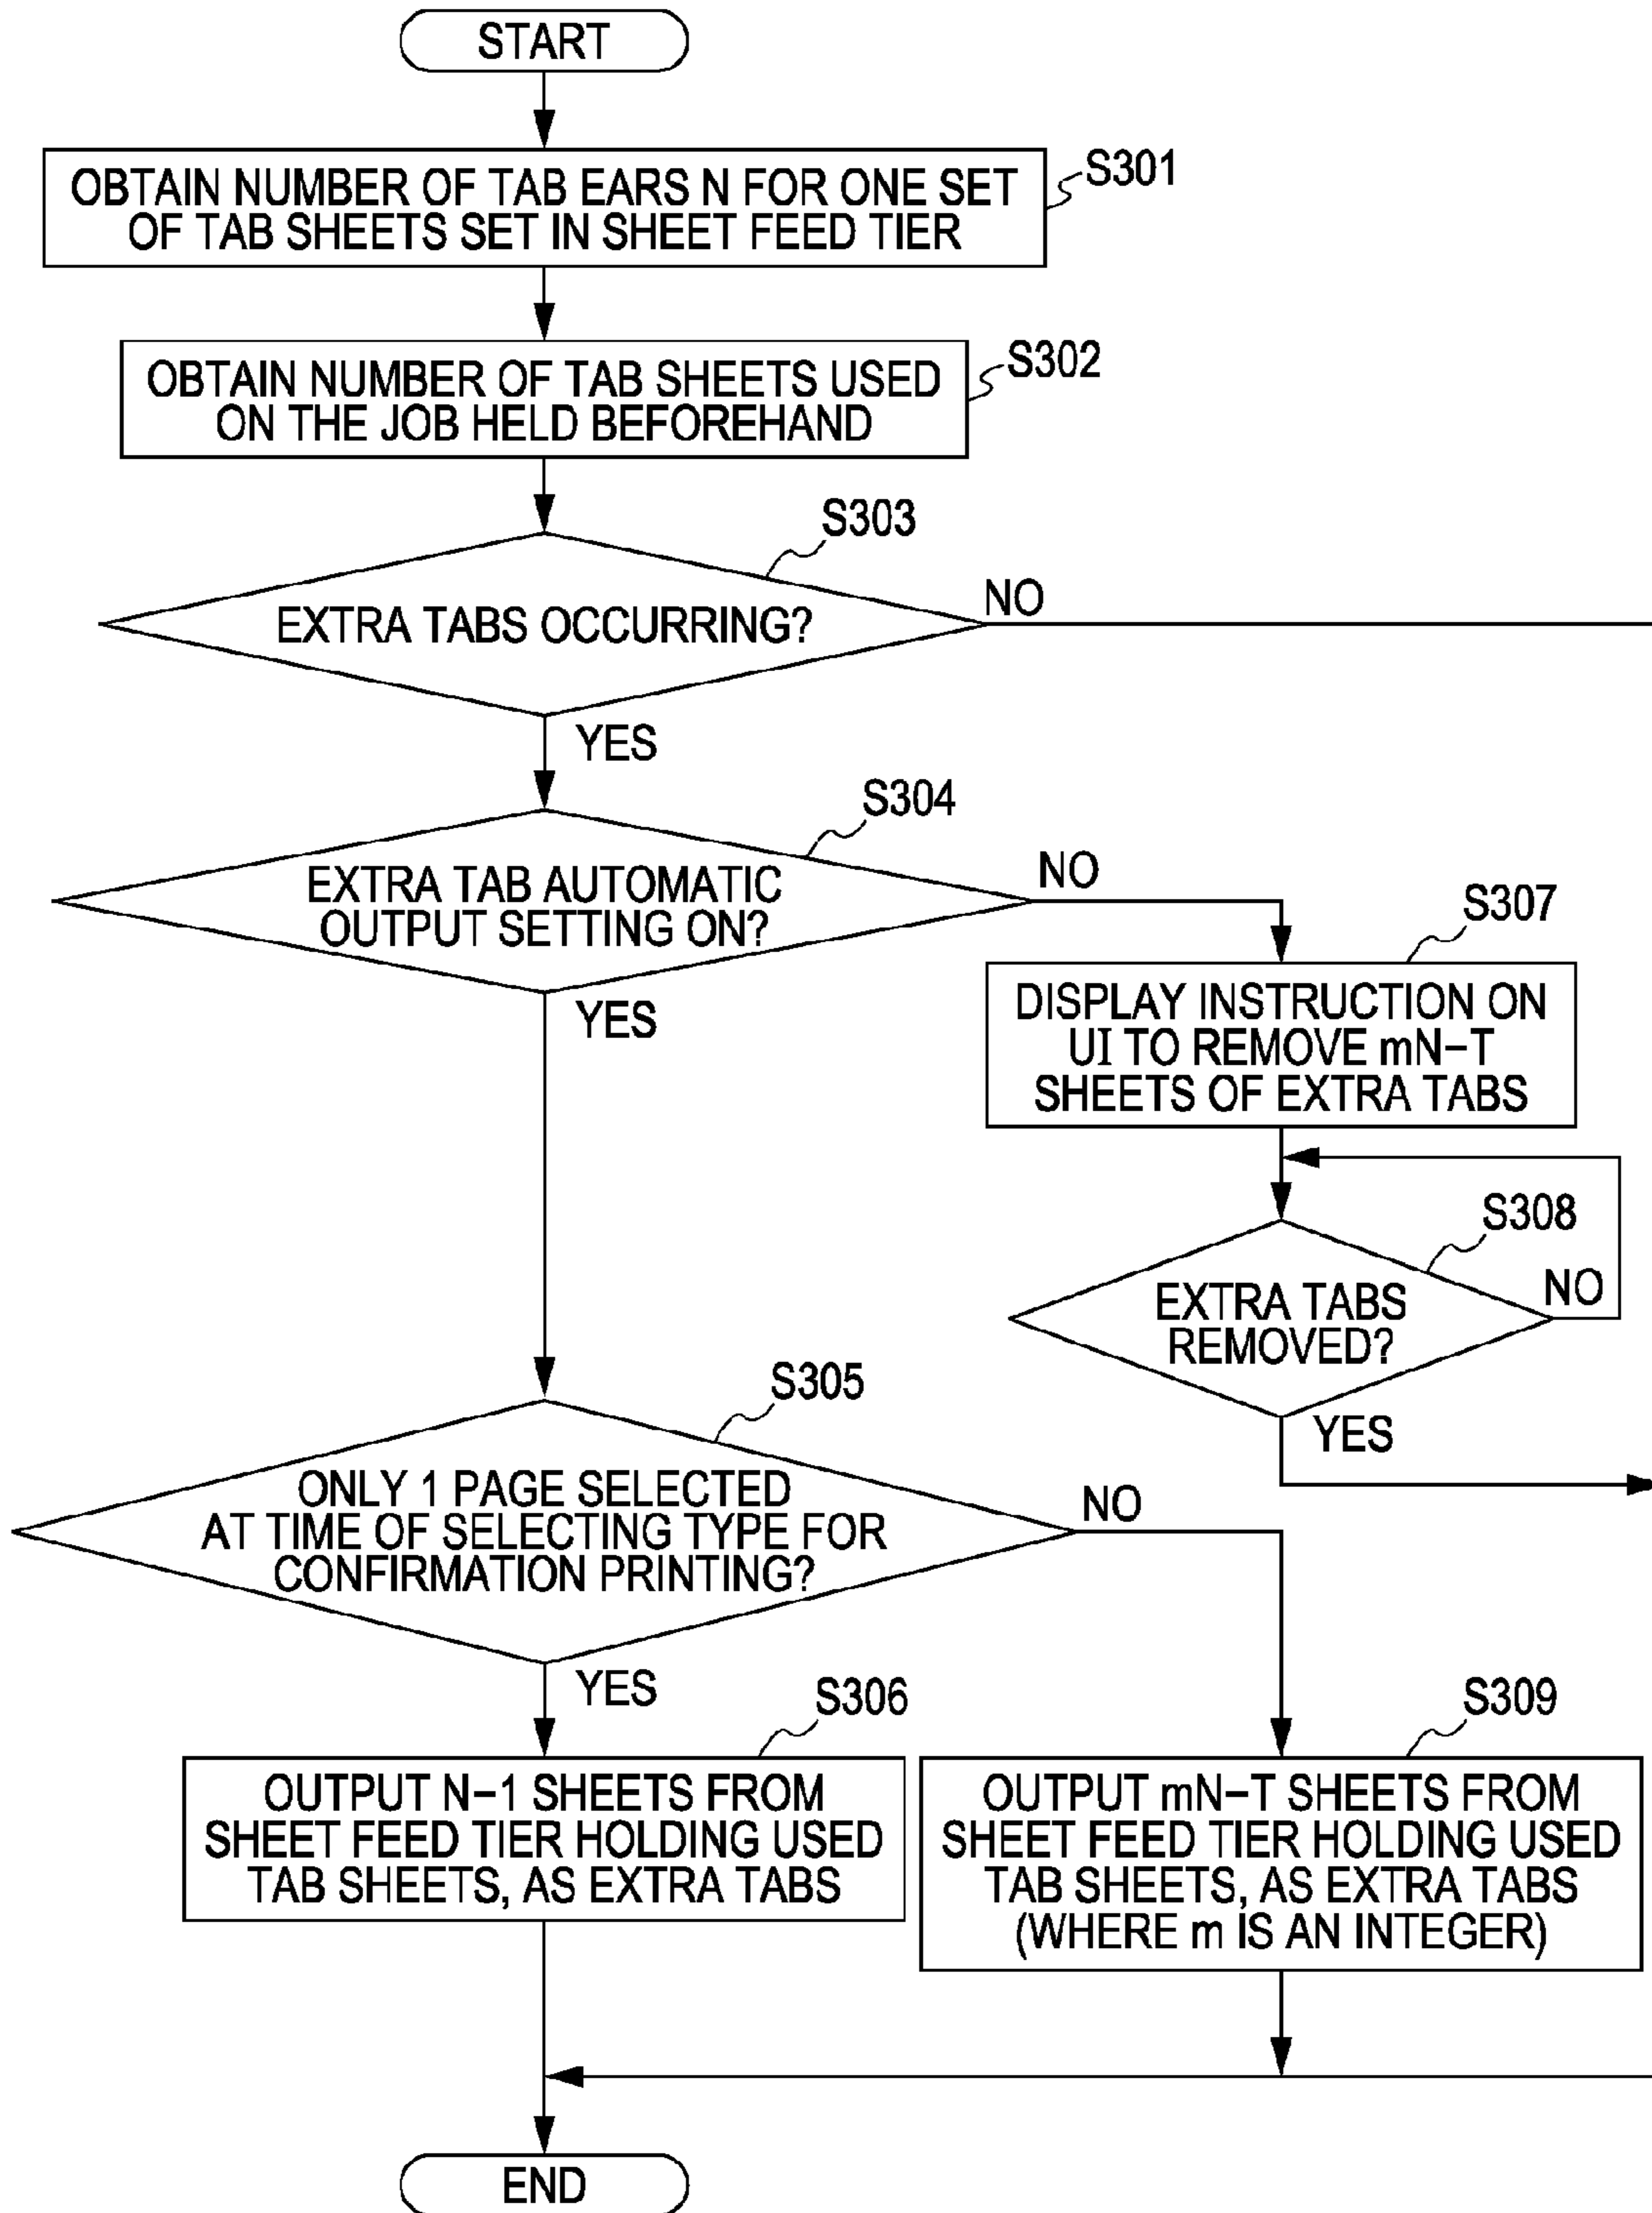 START
OBTAIN NUMBER OF TAB EARS N FOR ONE SET
OF TAB SHEETS SET IN SHEET FEED TIER
S301
OBTAIN NUMBER OF TAB SHEETS USED
ON THE JOB HELD BEFOREHAND
S302
S303
EXTRA TABS OCCURRING?
NO
YES
S304
EXTRA TAB AUTOMATIC
OUTPUT SETTING ON?
NO
YES
S307
DISPLAY INSTRUCTION ON
UI TO REMOVE mN−T
SHEETS OF EXTRA TABS
S308
EXTRA TABS
REMOVED?
NO
YES
S305
ONLY 1 PAGE SELECTED
AT TIME OF SELECTING TYPE FOR
CONFIRMATION PRINTING?
NO
YES
S306
OUTPUT N−1 SHEETS FROM
SHEET FEED TIER HOLDING USED
TAB SHEETS, AS EXTRA TABS
S309
OUTPUT mN−T SHEETS FROM
SHEET FEED TIER HOLDING USED
TAB SHEETS, AS EXTRA TABS
(WHERE m IS AN INTEGER)
END